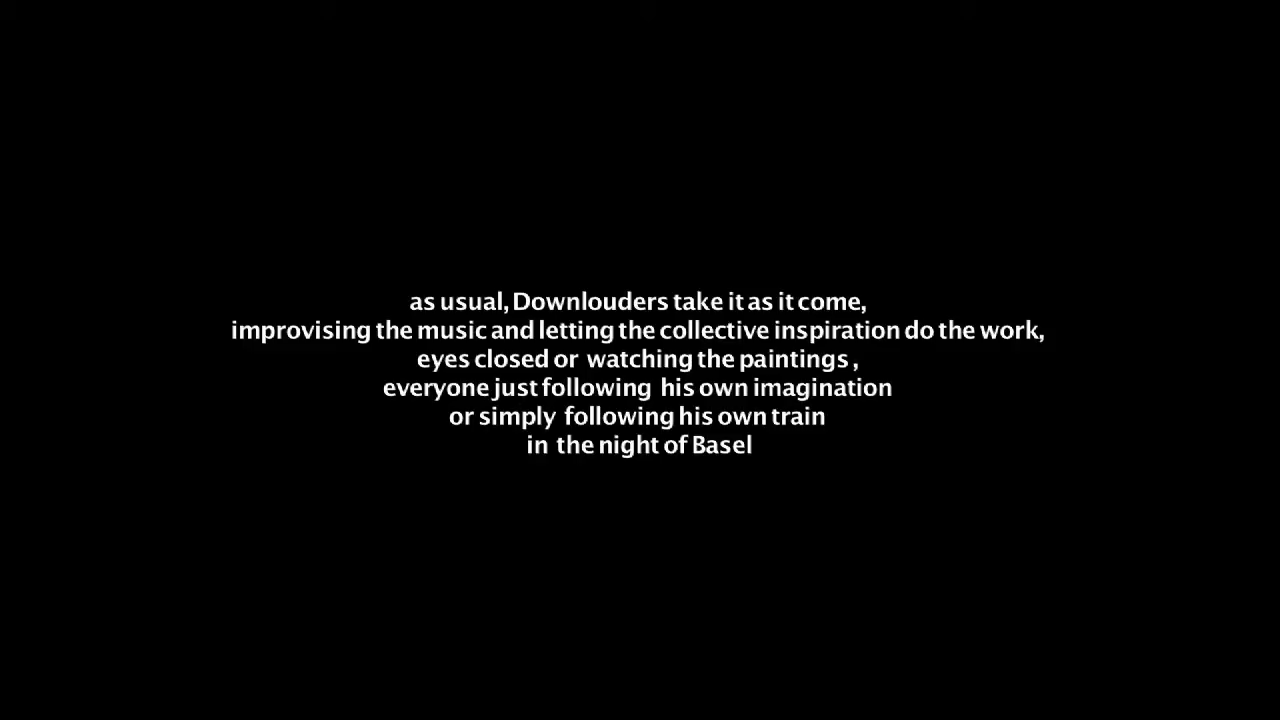 as usual, Downlouders take it as it come,
improvising the music and letting the collective inspiration do the work,
eyes closed or watching the paintings ,
everyone just following his own imagination
or simply following his own train
in the night of Basel